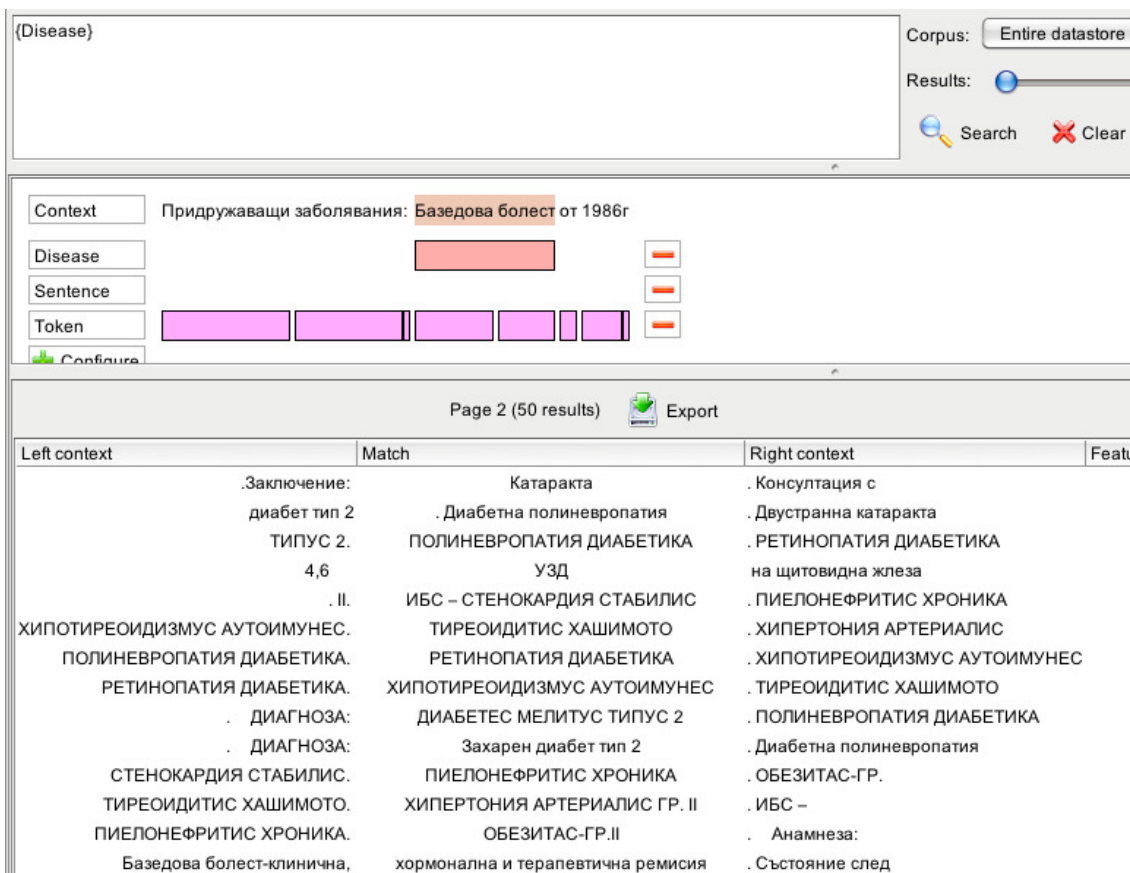 {Disease}
Corpus: Entire datastore
Results:
Search Clear
Context Придружаващи заболявания: Базедова болест от 1986г
Disease
Sentence
Token
Configure
Page 2 (50 results) Export
Left context Match Right context Featu
.Заключение: Катаракта . Консултация с
диабет тип 2 . Диабетна полиневропатия . Двустранна катаракта
ТИПУС 2. ПОЛИНЕВРОПАТИЯ ДИАБЕТИКА . РЕТИНОПАТИЯ ДИАБЕТИКА
4,6 УЗД на щитовидна жлеза
. II. ИБС – СТЕНОКАРДИЯ СТАБИЛИС . ПИЕЛОНЕФРИТИС ХРОНИКА
ХИПОТИРЕОИДИЗМУС АУТОИМУНЕС. ТИРЕОИДИТИС ХАШИМОТО . ХИПЕРТОНИЯ АРТЕРИАЛИС
ПОЛИНЕВРОПАТИЯ ДИАБЕТИКА. РЕТИНОПАТИЯ ДИАБЕТИКА . ХИПОТИРЕОИДИЗМУС АУТОИМУНЕС
РЕТИНОПАТИЯ ДИАБЕТИКА. ХИПОТИРЕОИДИЗМУС АУТОИМУНЕС . ТИРЕОИДИТИС ХАШИМОТО
. ДИАГНОЗА: ДИАБЕТЕС МЕЛИТУС ТИПУС 2 . ПОЛИНЕВРОПАТИЯ ДИАБЕТИКА
. ДИАГНОЗА: Захарен диабет тип 2 . Диабетна полиневропатия
СТЕНОКАРДИЯ СТАБИЛИС. ПИЕЛОНЕФРИТИС ХРОНИКА . ОБЕЗИТАС-ГР.
ТИРЕОИДИТИС ХАШИМОТО. ХИПЕРТОНИЯ АРТЕРИАЛИС ГР. II . ИБС –
ПИЕЛОНЕФРИТИС ХРОНИКА. ОБЕЗИТАС-ГР.II . Анамнеза:
Базедова болест-клинична, хормонална и терапевтична ремисия . Състояние след